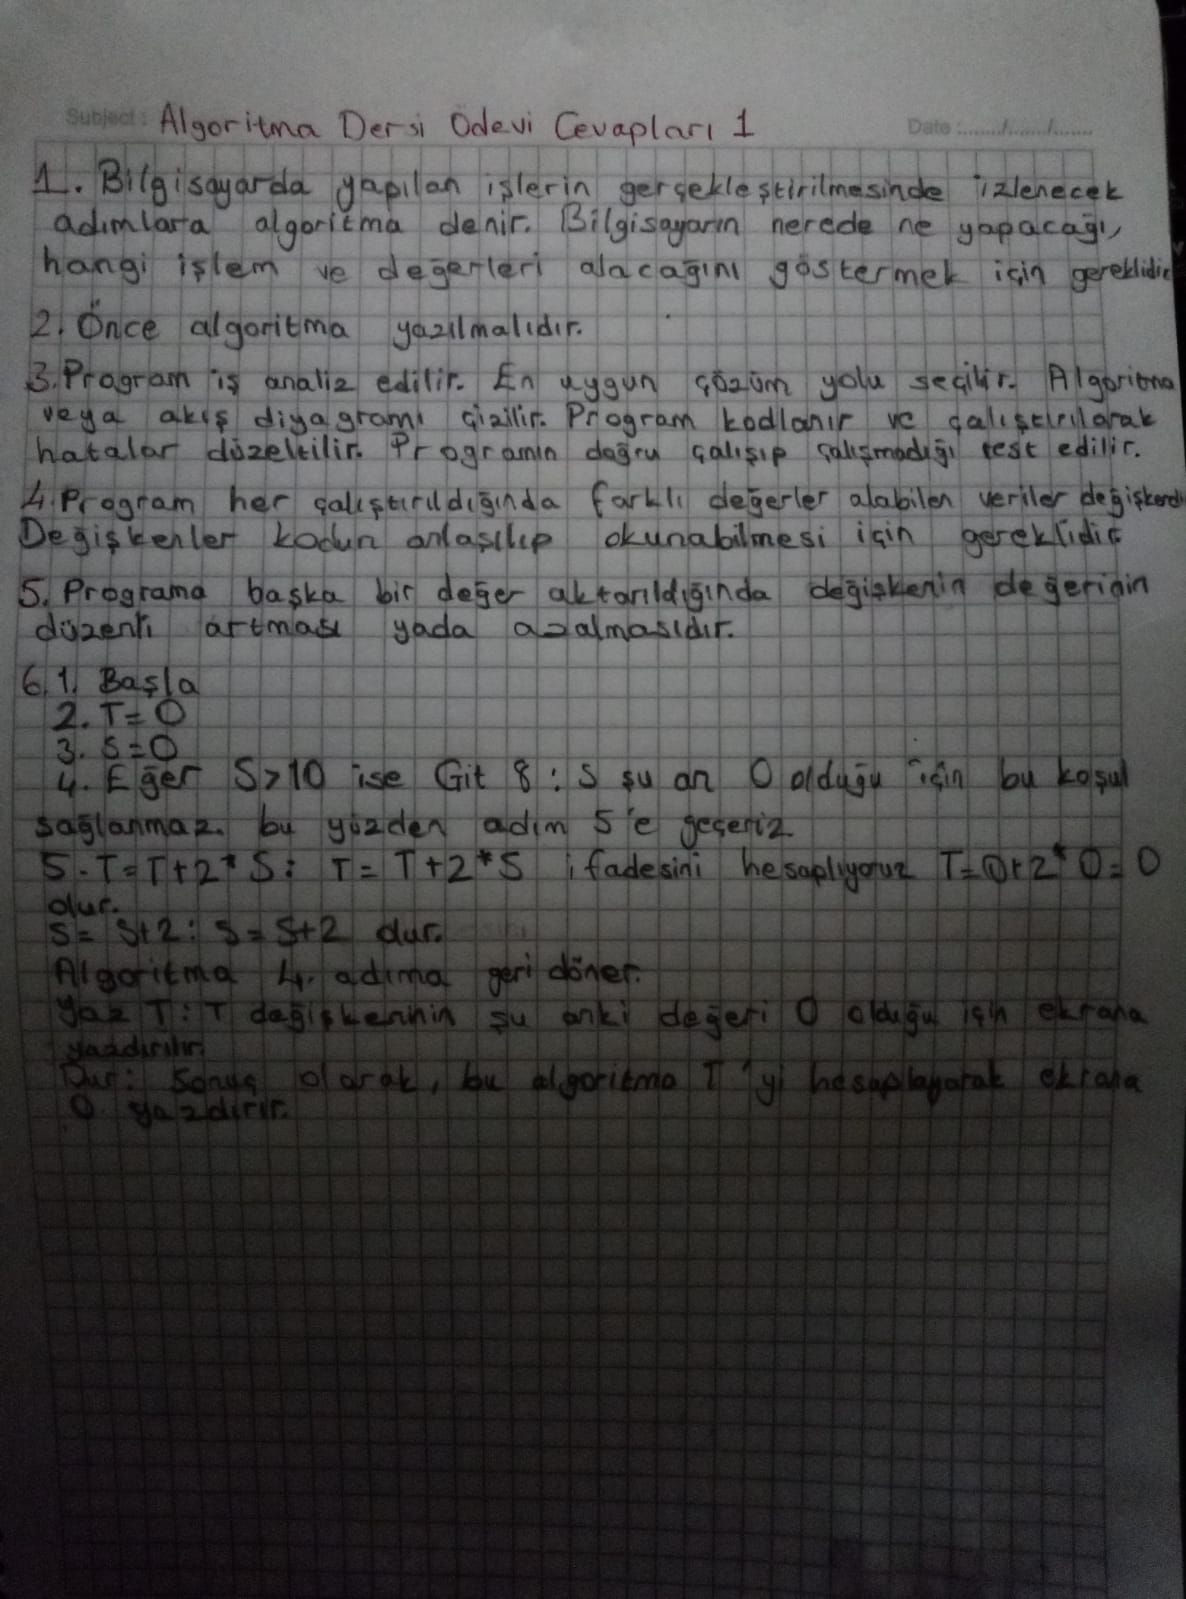 Subject: Algoritma Dersi Ödevi Cevapları 1
Date :......./......./.......
1. Bilgisayarda yapılan işlerin gerçekleştirilmesinde izlenecek
adımlara algoritma denir. Bilgisayarın nerede ne yapacağı,
hangi işlem ve değerleri alacağını göstermek için gereklidir
2. Önce algoritma yazılmalıdır.
3. Program iş analiz edilir. En uygun çözüm yolu seçilir. Algoritma
veya akış diyagramı çizilir. Program kodlanır ve çalıştırılarak
hatalar düzeltilir. Programın doğru çalışıp çalışmadığı test edilir.
4. Program her çalıştırıldığında farklı değerler alabilen veriler değişkendi
Değişkenler kodun anlaşılıp okunabilmesi için gereklidir
5. Programa başka bir değer aktarıldığında değişkenin değerinin
düzenli artması yada azalmasıdır.
6. 1. Başla
2. T=0
3. S=0
4. Eğer S>10 ise Git 8 : S şu an 0 olduğu için bu koşul
sağlanmaz. bu yüzden adım 5'e geçeriz
5. T=T+2*S: T=T+2*S ifadesini hesaplıyoruz T=0+2*0=0
olur.
S= S+2: S=S+2 olur.
Algoritma 4. adıma geri döner.
Yaz T: T değişkeninin şu anki değeri 0 olduğu için ekrana
yazdırılır.
Dur: Sonuç olarak, bu algoritma T'yi hesaplayarak ekrana
0 yazdırır.